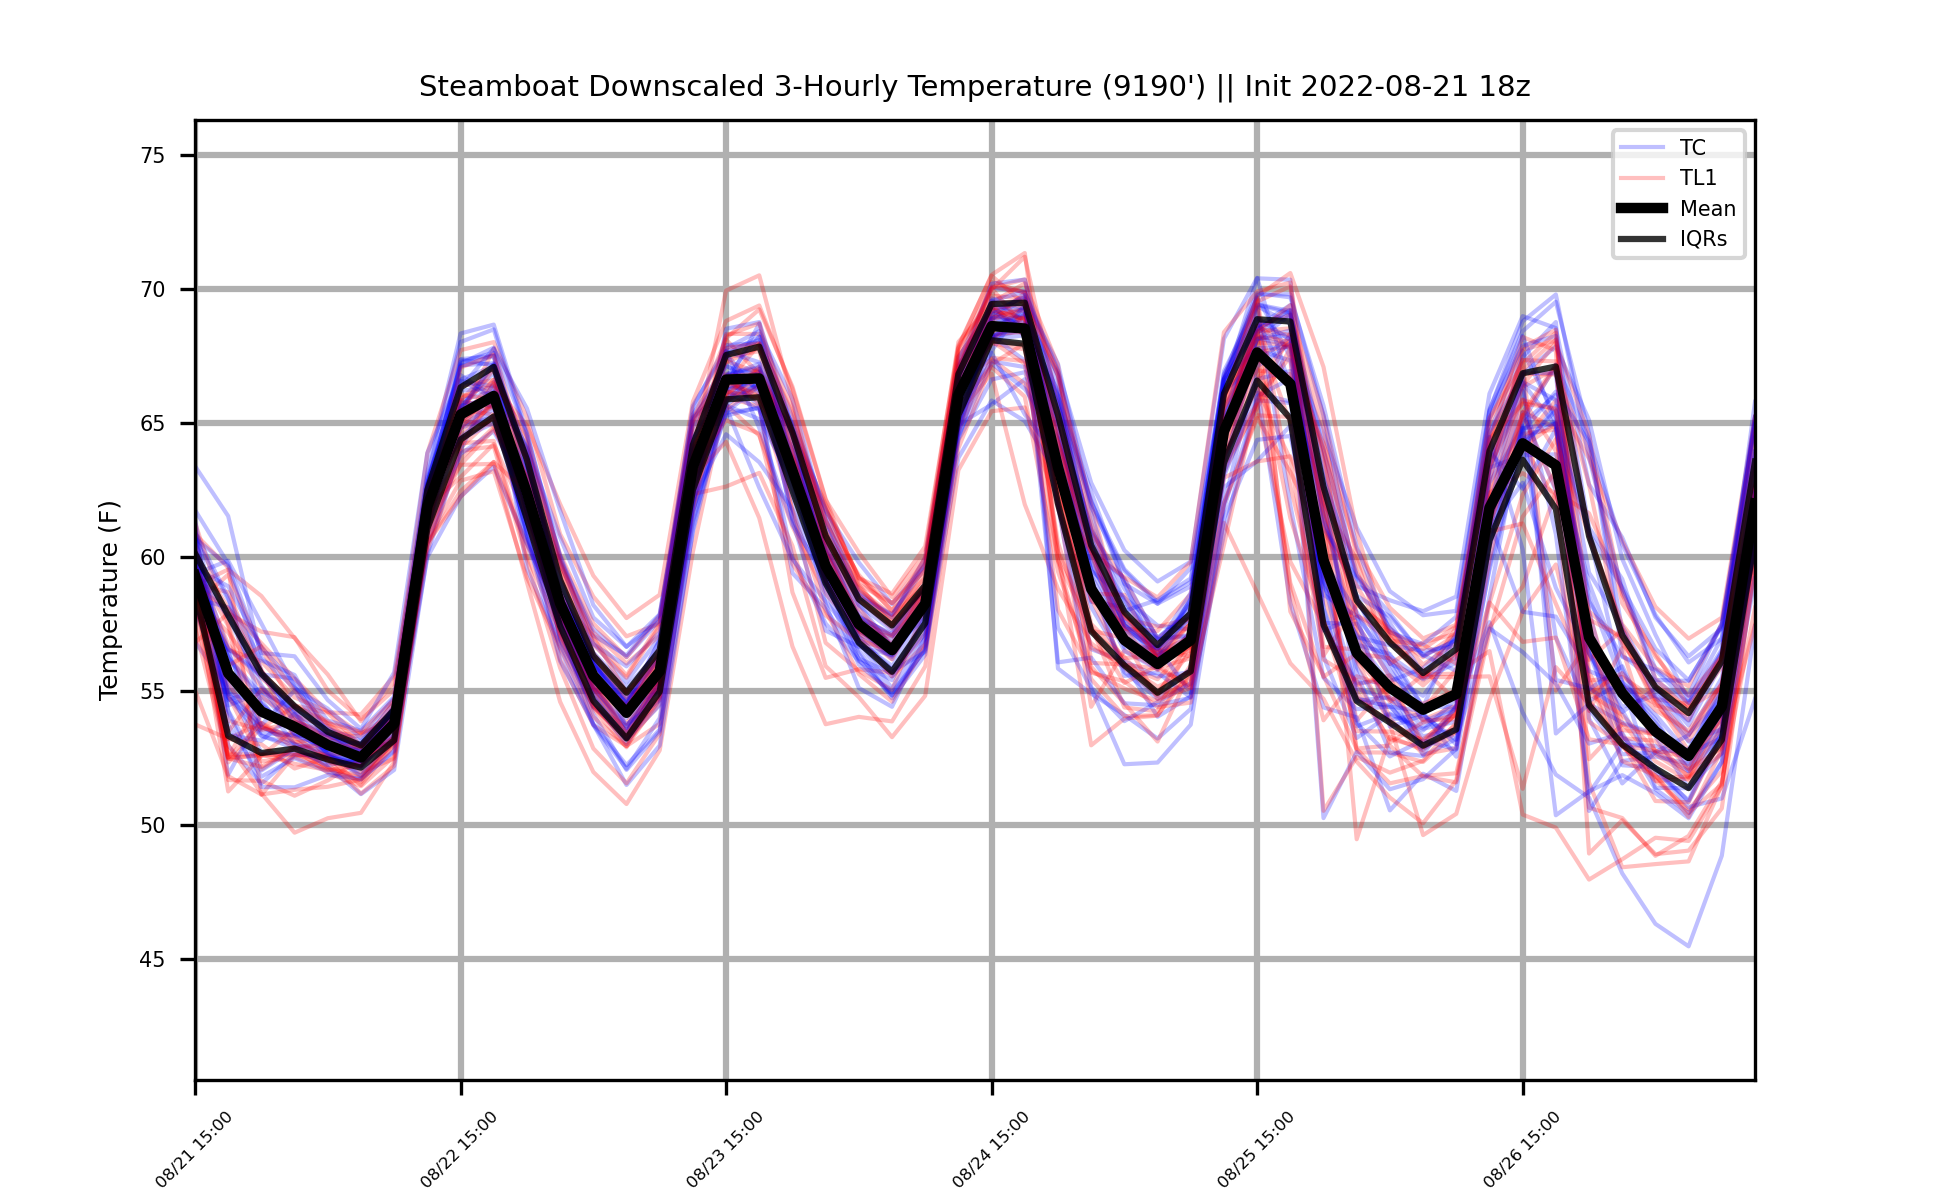 Steamboat Downscaled 3-Hourly Temperature (9190') || Init 2022-08-21 18z
TC
TL1
Mean
IQRs
Temperature (F)
75
70
65
60
55
50
45
08/21 15:00
08/22 15:00
08/23 15:00
08/24 15:00
08/25 15:00
08/26 15:00